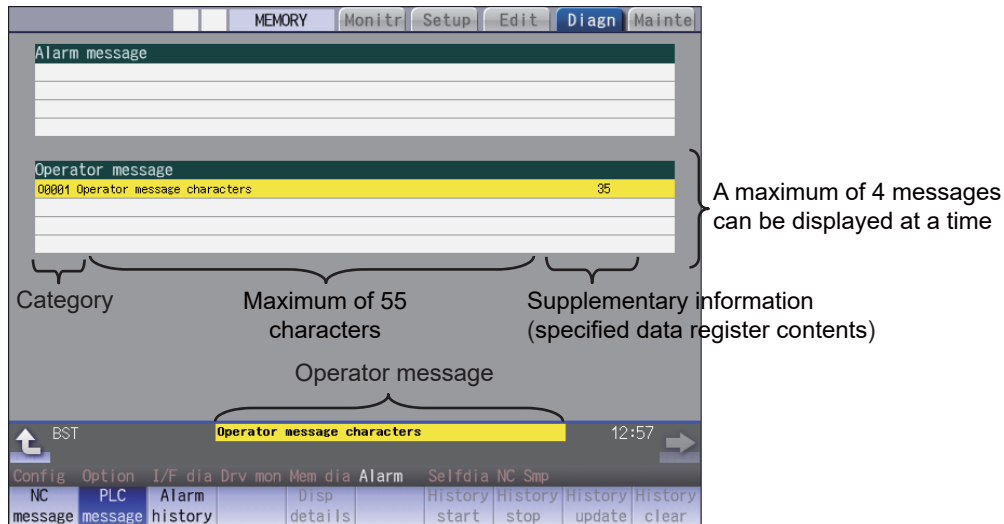 MEMORY Monitr Setup Edit Diagn Mainte
Alarm message
Operator message
O0001 Operator message characters 35
A maximum of 4 messages
can be displayed at a time
Category
Maximum of 55
characters
Supplementary information
(specified data register contents)
Operator message
BST Operator message characters 12:57
Config Option I/F dia Drv mon Mem dia Alarm Selfdia NC Smp
NC PLC Alarm Disp History History History History
message message history details start stop update clear